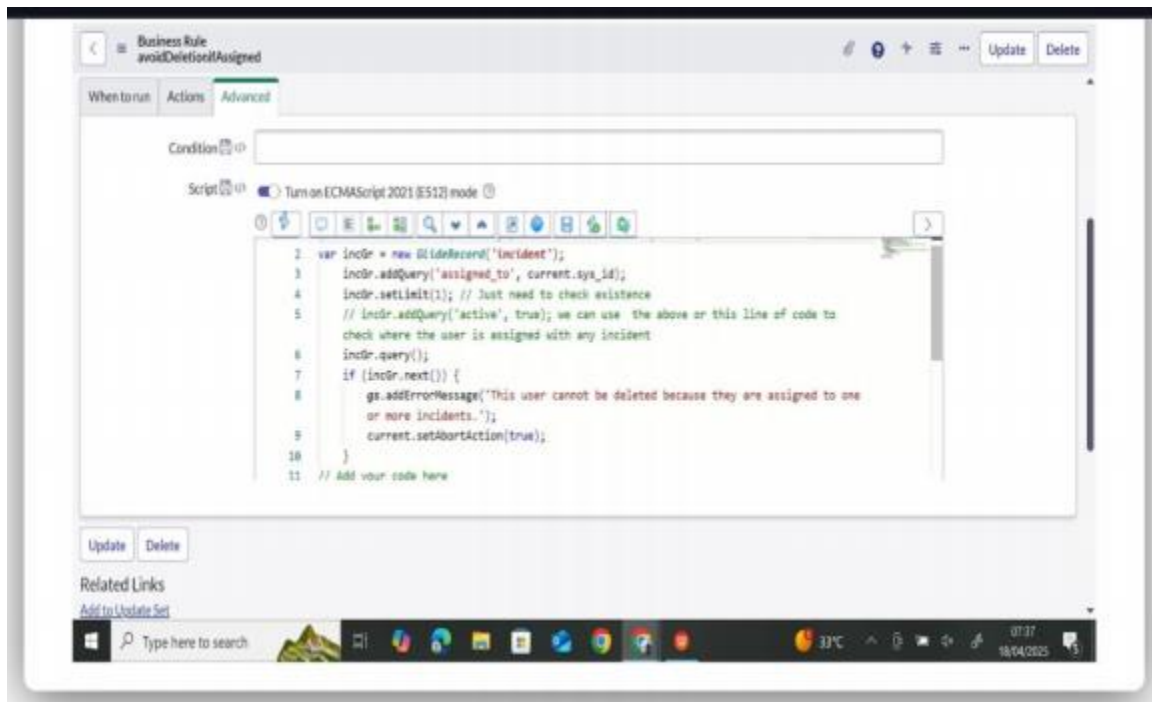 Business Rule
avoidDeletionifAssigned
Update Delete
When to run Actions Advanced
Condition
Script Turn on ECMAScript 2021 (ES12) mode
2 var incGr = new GlideRecord('incident');
3 incGr.addQuery('assigned_to', current.sys_id);
4 incGr.setLimit(1); // Just need to check existence
5 // incGr.addQuery('active', true); we can use the above or this line of code to
check where the user is assigned with any incident
6 incGr.query();
7 if (incGr.next()) {
8 gs.addErrorMessage("This user cannot be deleted because they are assigned to one
or more incidents.");
9 current.setAbortAction(true);
10 }
11 // Add your code here
Update Delete
Related Links
Add to Update Set
Type here to search 33°C 07:37
18/04/2025